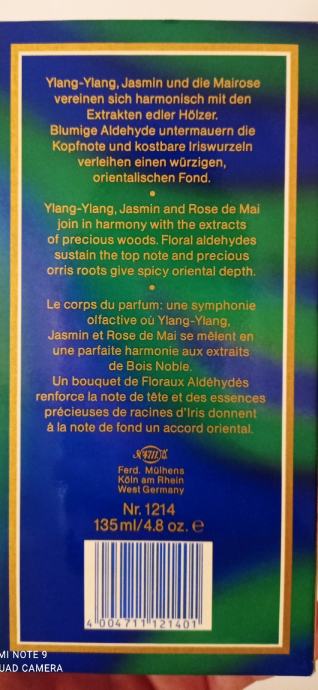 Ylang-Ylang, Jasmin und die Mairose
vereinen sich harmonisch mit den
Extrakten edler Hölzer.
Blumige Aldehyde untermauern die
Kopfnote und kostbare Iriswurzeln
verleihen einen würzigen,
orientalischen Fond.
Ylang-Ylang, Jasmin and Rose de Mai
join in harmony with the extracts
of precious woods. Floral aldehydes
sustain the top note and precious
orris roots give spicy oriental depth.
Le corps du parfum: une symphonie
olfactive où Ylang-Ylang,
Jasmin et Rose de Mai se mêlent en
une parfaite harmonie aux extraits
de Bois Noble.
Un bouquet de Floraux Aldéhydés
renforce la note de tête et des essences
précieuses de racines d'Iris donnent
à la note de fond un accord oriental.
Nº 4711
Ferd. Mülhens
Köln am Rhein
West Germany
Nr. 1214
135 ml/4.8 oz. ℮
4 004711 121401
MI NOTE 9
QUAD CAMERA